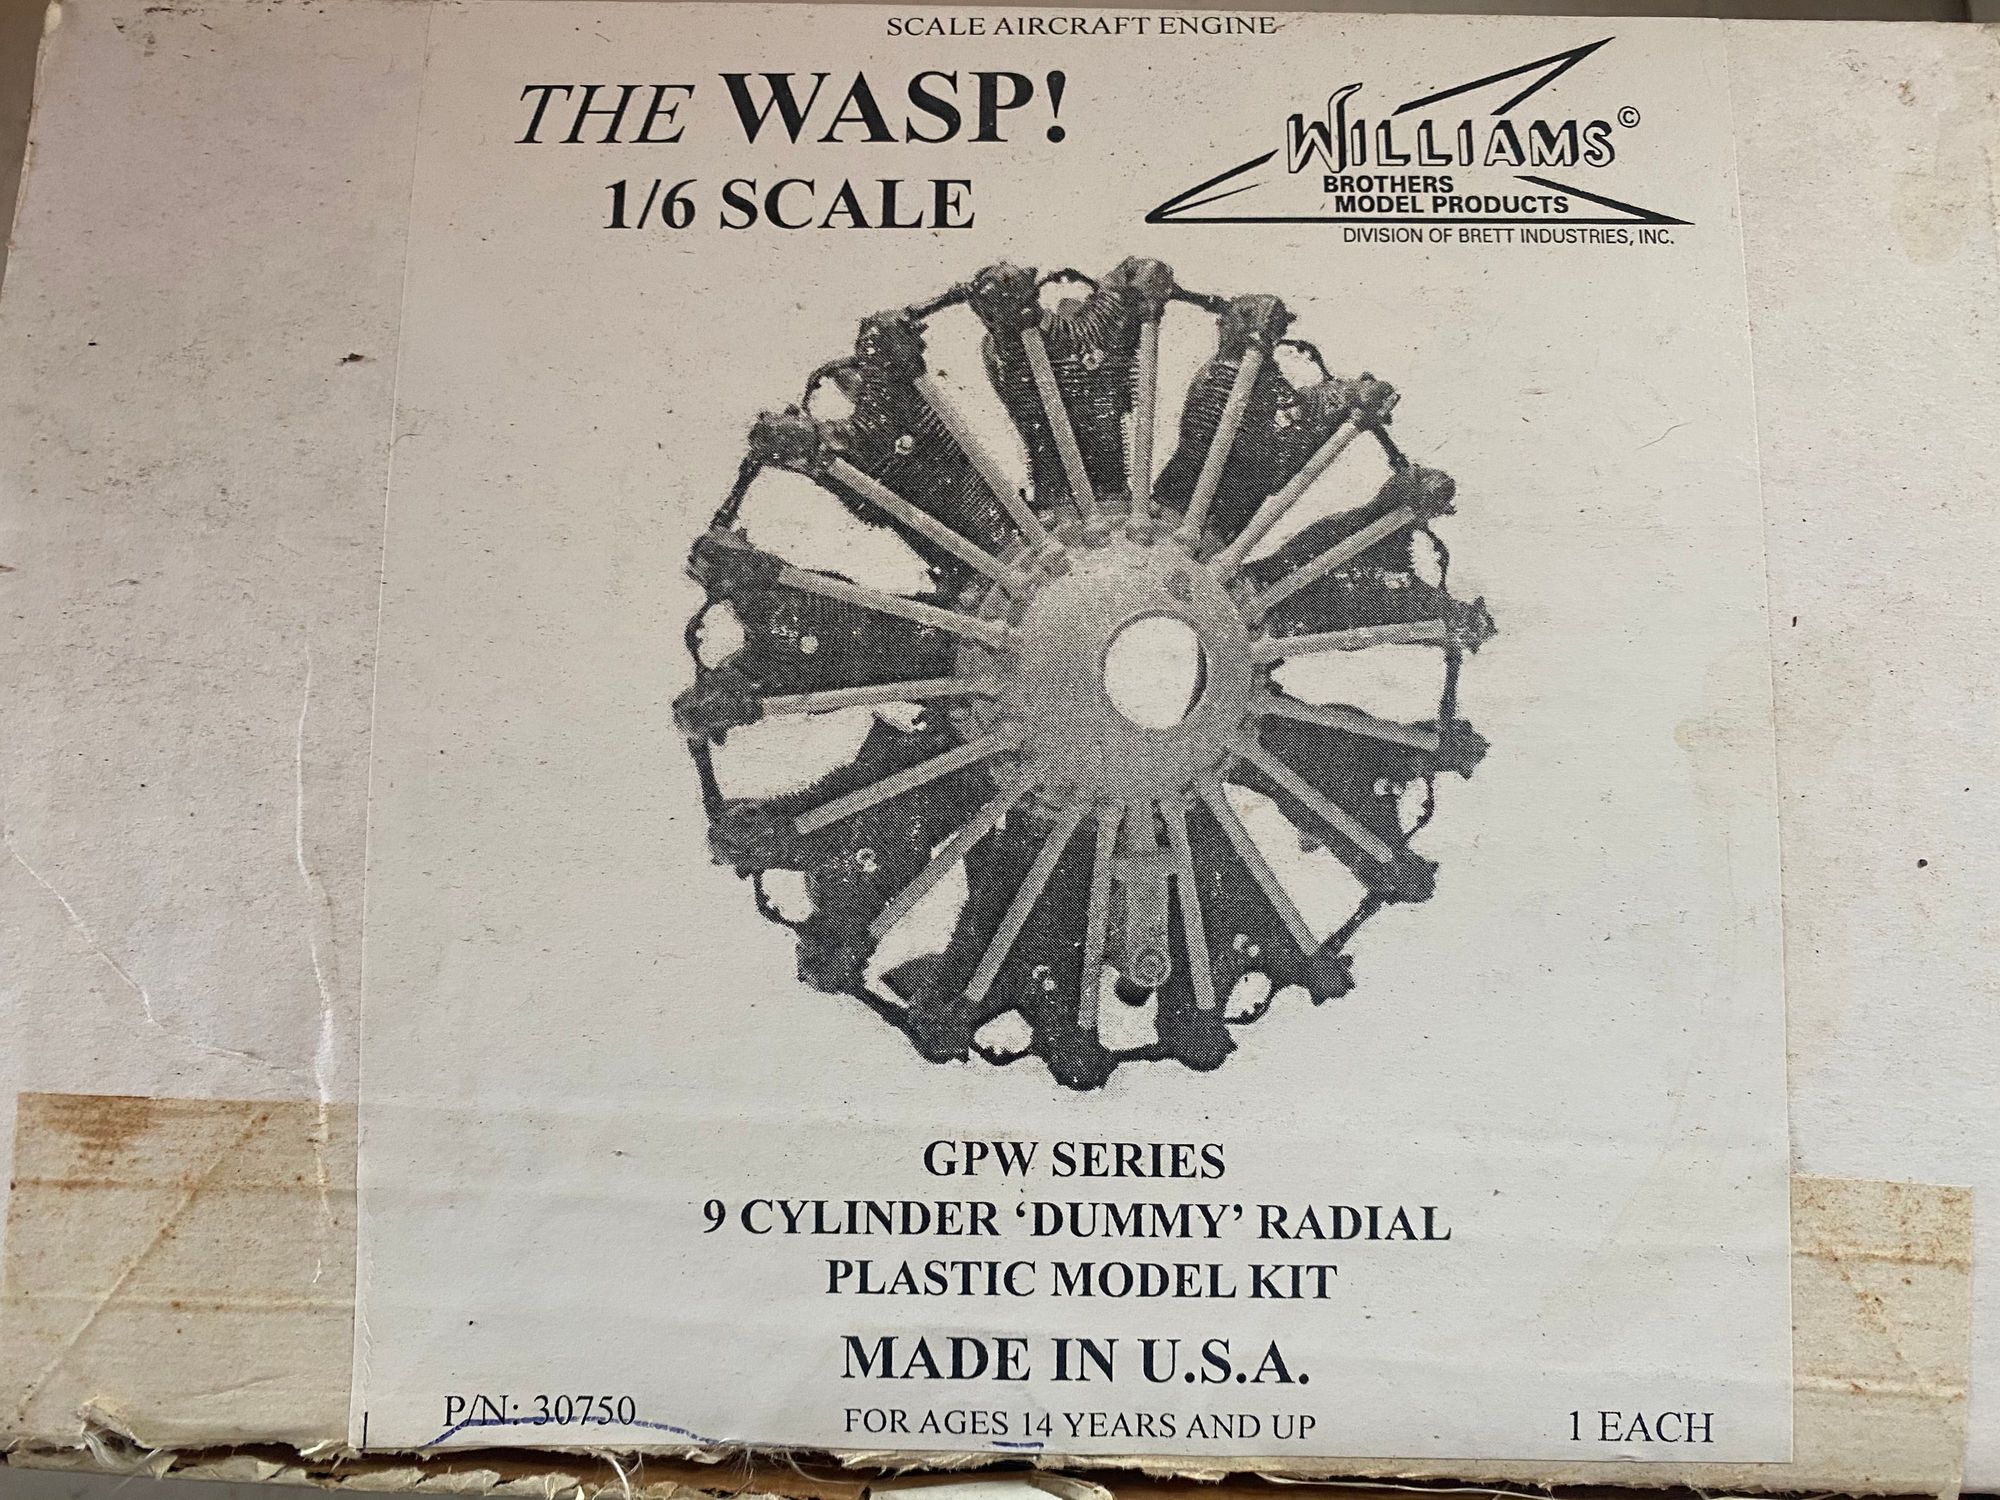 SCALE AIRCRAFT ENGINE
THE WASP!
1/6 SCALE
WILLIAMS©
BROTHERS
MODEL PRODUCTS
DIVISION OF BRETT INDUSTRIES, INC.
GPW SERIES
9 CYLINDER ‘DUMMY’ RADIAL
PLASTIC MODEL KIT
MADE IN U.S.A.
P/N: 30750
FOR AGES 14 YEARS AND UP
1 EACH